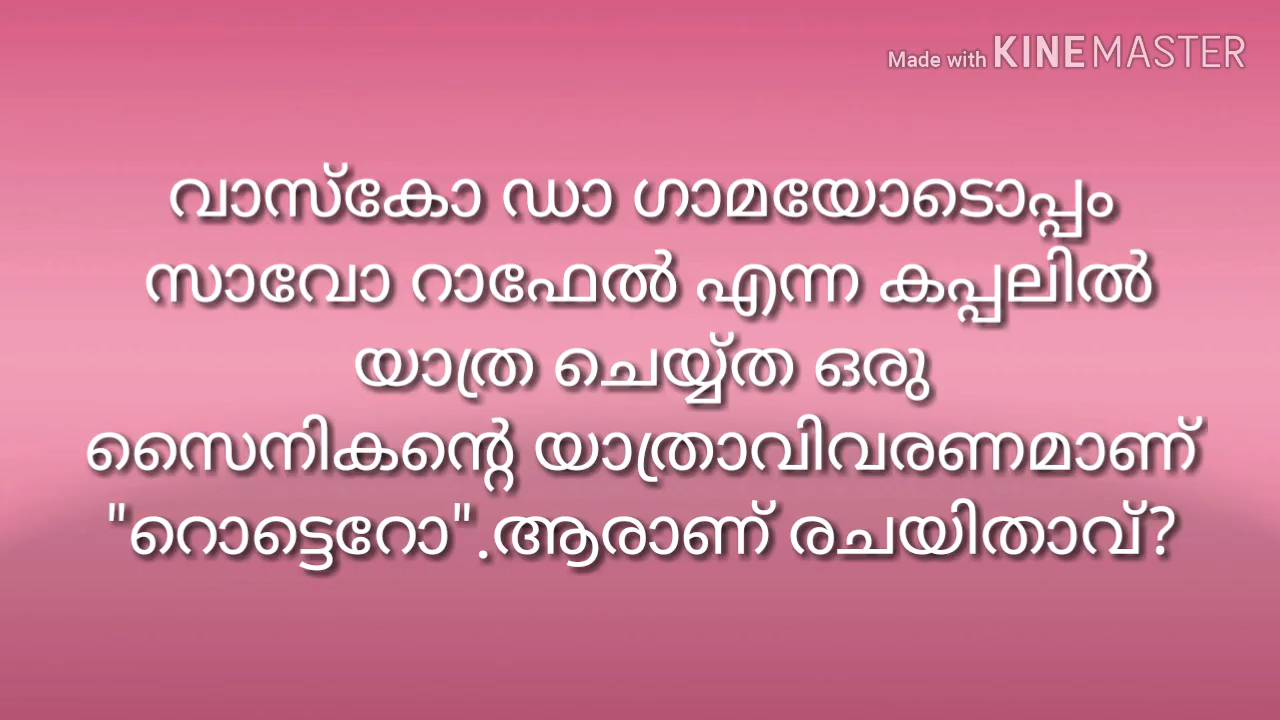 Made with KINEMASTER
വാസ്കോ ഡാ ഗാമയോടൊപ്പം
സാവോ റാഫേൽ എന്ന കപ്പലിൽ
യാത്ര ചെയ്യ്ത ഒരു
സൈനികന്റെ യാത്രാവിവരണമാണ്
"റൊട്ടെറോ".ആരാണ് രചയിതാവ്?